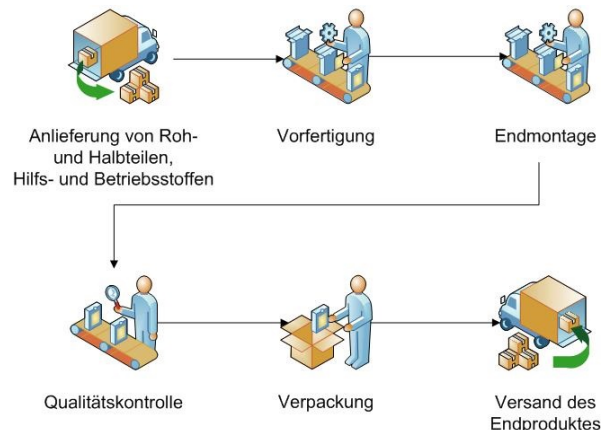 Anlieferung von Roh-
und Halbteilen,
Hilfs- und Betriebsstoffen
Vorfertigung
Endmontage
Qualitätskontrolle
Verpackung
Versand des
Endproduktes